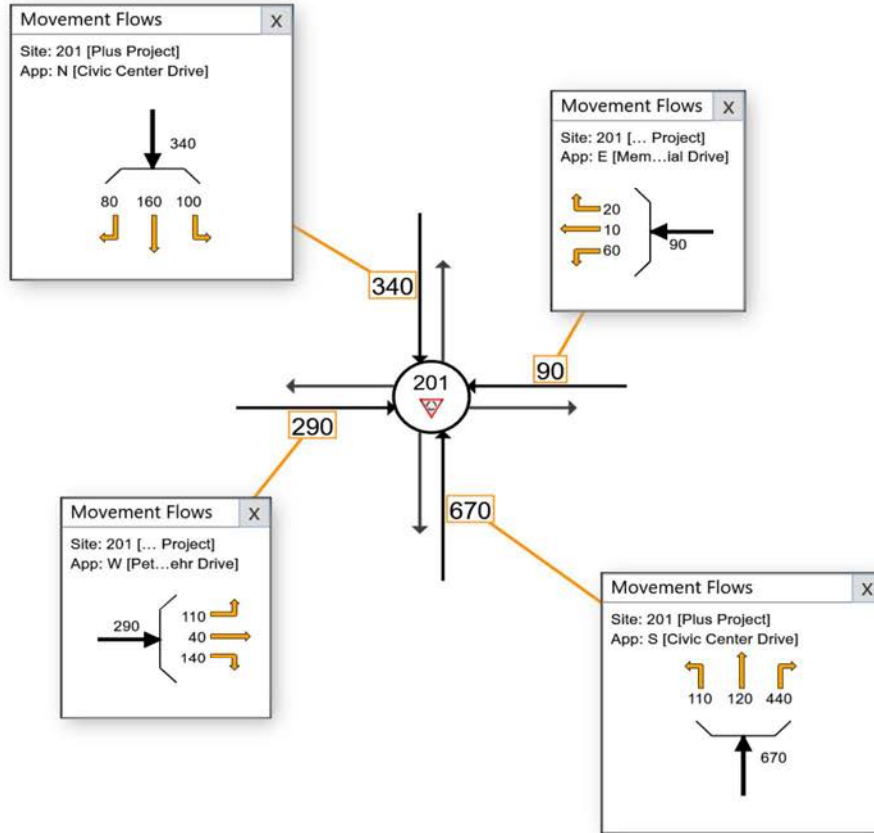 Movement Flows X
Site: 201 [Plus Project]
App: N [Civic Center Drive]
340
80 160 100
Movement Flows X
Site: 201 [... Project]
App: E [Mem...ial Drive]
20
10
60
90
340
201
90
290
670
Movement Flows X
Site: 201 [... Project]
App: W [Pet...ehr Drive]
290
110
40
140
Movement Flows X
Site: 201 [Plus Project]
App: S [Civic Center Drive]
110 120 440
670